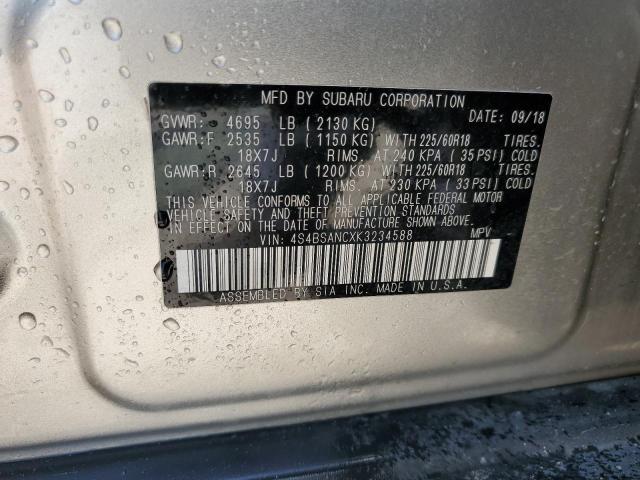 MFD BY SUBARU CORPORATION
DATE: 09/18
GVWR: 4695 LB ( 2130 KG)
GAWR:F 2535 LB ( 1150 KG) WITH 225/60R18 TIRES.
18X7J RIMS. AT 240 KPA ( 35 PSI) COLD
GAWR:R 2645 LB ( 1200 KG) WITH 225/60R18 TIRES.
18X7J RIMS. AT 230 KPA ( 33 PSI) COLD
THIS VEHICLE CONFORMS TO ALL APPLICABLE FEDERAL MOTOR
VEHICLE SAFETY AND THEFT PREVENTION STANDARDS
IN EFFECT ON THE DATE OF MANUFACTURE SHOWN ABOVE.
VIN: 4S4BSANCXK3234588 MPV
ASSEMBLED BY SIA INC. MADE IN U.S.A.